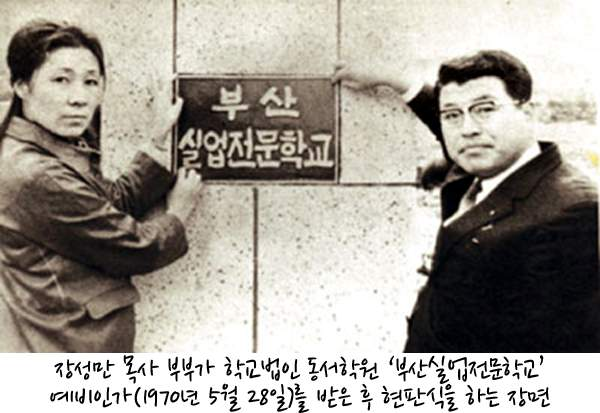 부산
실업전문학교
장성만 목사 부부가 학교법인 동서학원 '부산실업전문학교'
예비인가(1970년 5월 28일)를 받은 후 현판식을 하는 장면